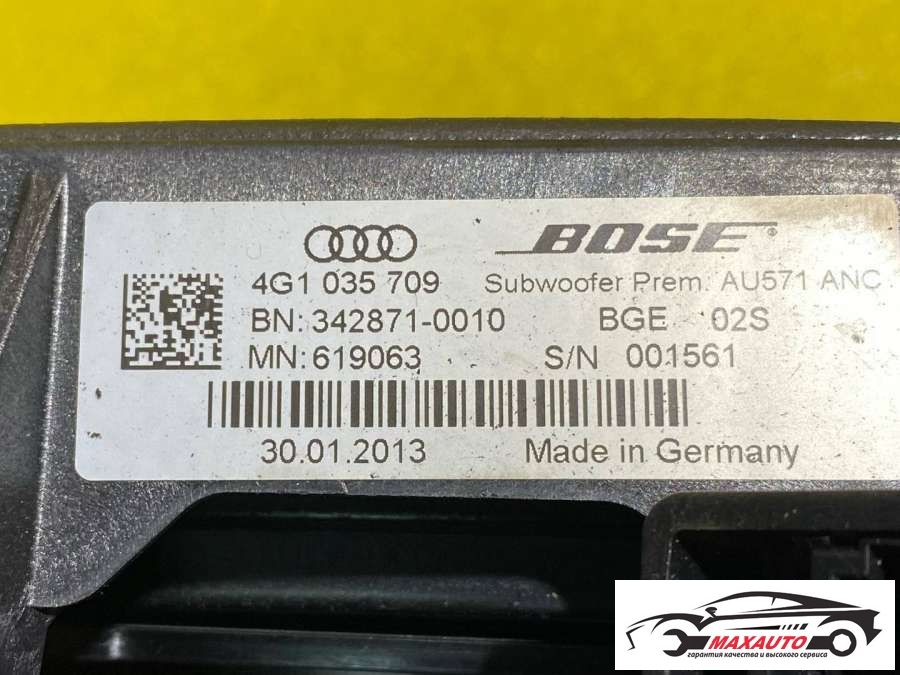 BOSE®
4G1 035 709 Subwoofer Prem. AU571 ANC
BN: 342871-0010 BGE 02S
MN: 619063 S/N 001561
30.01.2013 Made in Germany
MAXAUTO
гарантия качества и высокого сервиса